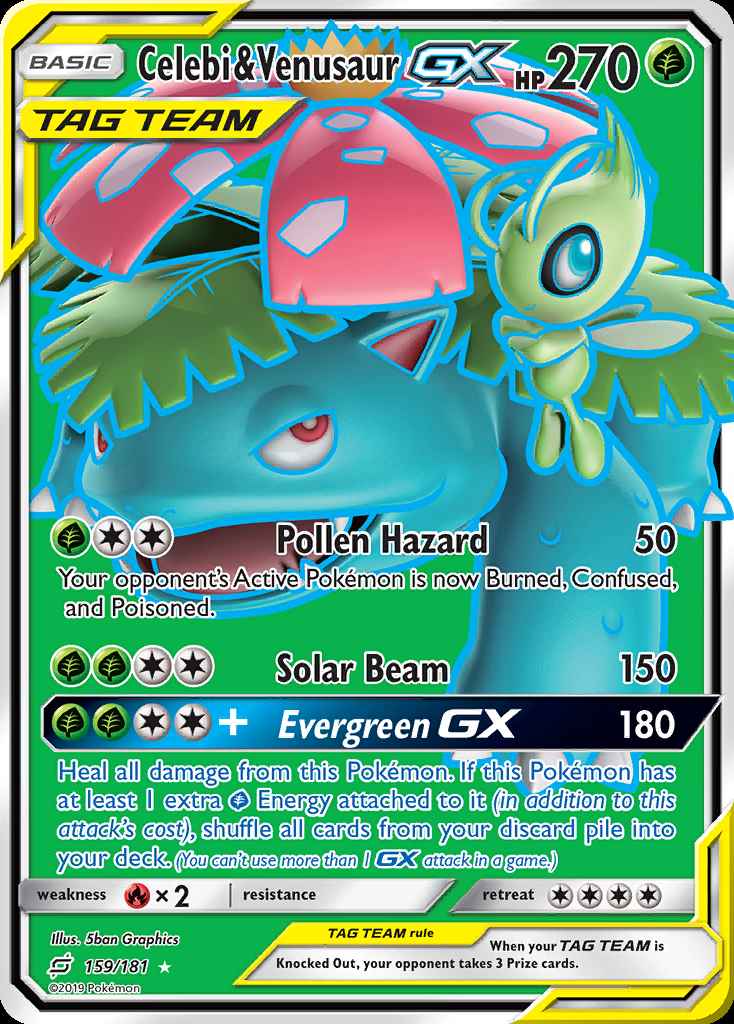 BASIC Celebi&Venusaur GX HP270
TAG TEAM
Pollen Hazard 50
Your opponent's Active Pokémon is now Burned, Confused,
and Poisoned.
Solar Beam 150
+ Evergreen GX 180
Heal all damage from this Pokémon. If this Pokémon has
at least 1 extra Energy attached to it (in addition to this
attack's cost), shuffle all cards from your discard pile into
your deck. (You can't use more than 1 GX attack in a game.)
weakness ×2 resistance retreat
Illus. 5ban Graphics
159/181
©2019 Pokémon
TAG TEAM rule
When your TAG TEAM is
Knocked Out, your opponent takes 3 Prize cards.